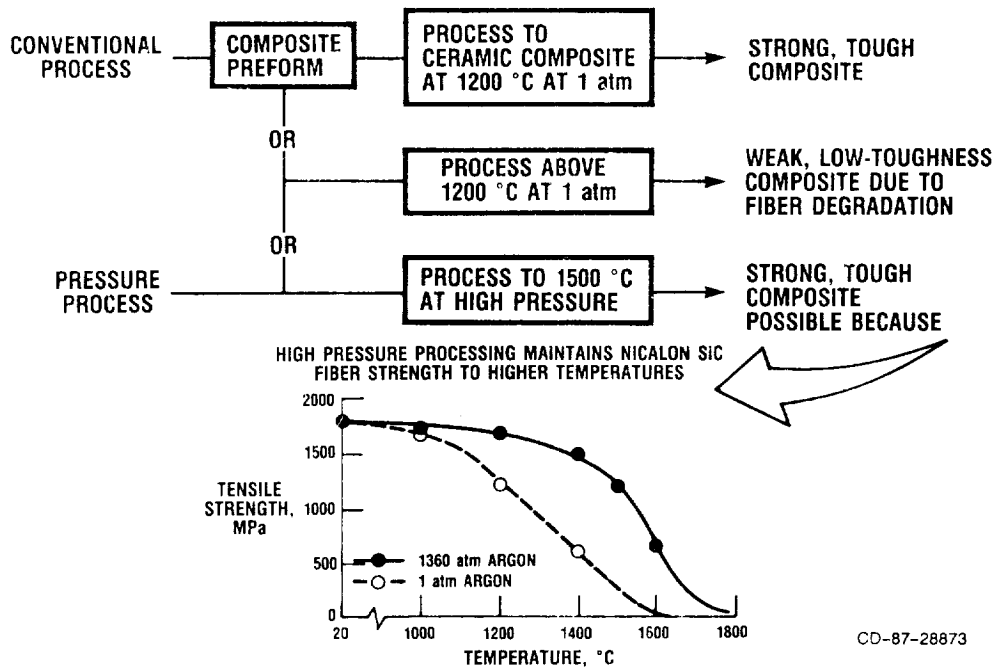 CONVENTIONAL
PROCESS
COMPOSITE
PREFORM
PROCESS TO
CERAMIC COMPOSITE
AT 1200 °C AT 1 atm
STRONG, TOUGH
COMPOSITE
OR
PROCESS ABOVE
1200 °C AT 1 atm
WEAK, LOW-TOUGHNESS
COMPOSITE DUE TO
FIBER DEGRADATION
OR
PRESSURE
PROCESS
PROCESS TO 1500 °C
AT HIGH PRESSURE
STRONG, TOUGH
COMPOSITE
POSSIBLE BECAUSE
HIGH PRESSURE PROCESSING MAINTAINS NICALON SiC
FIBER STRENGTH TO HIGHER TEMPERATURES
2000
1500
TENSILE
STRENGTH,
MPa
1000
500
0
1360 atm ARGON
1 atm ARGON
20 1000 1200 1400 1600 1800
TEMPERATURE, °C
CD-87-28873